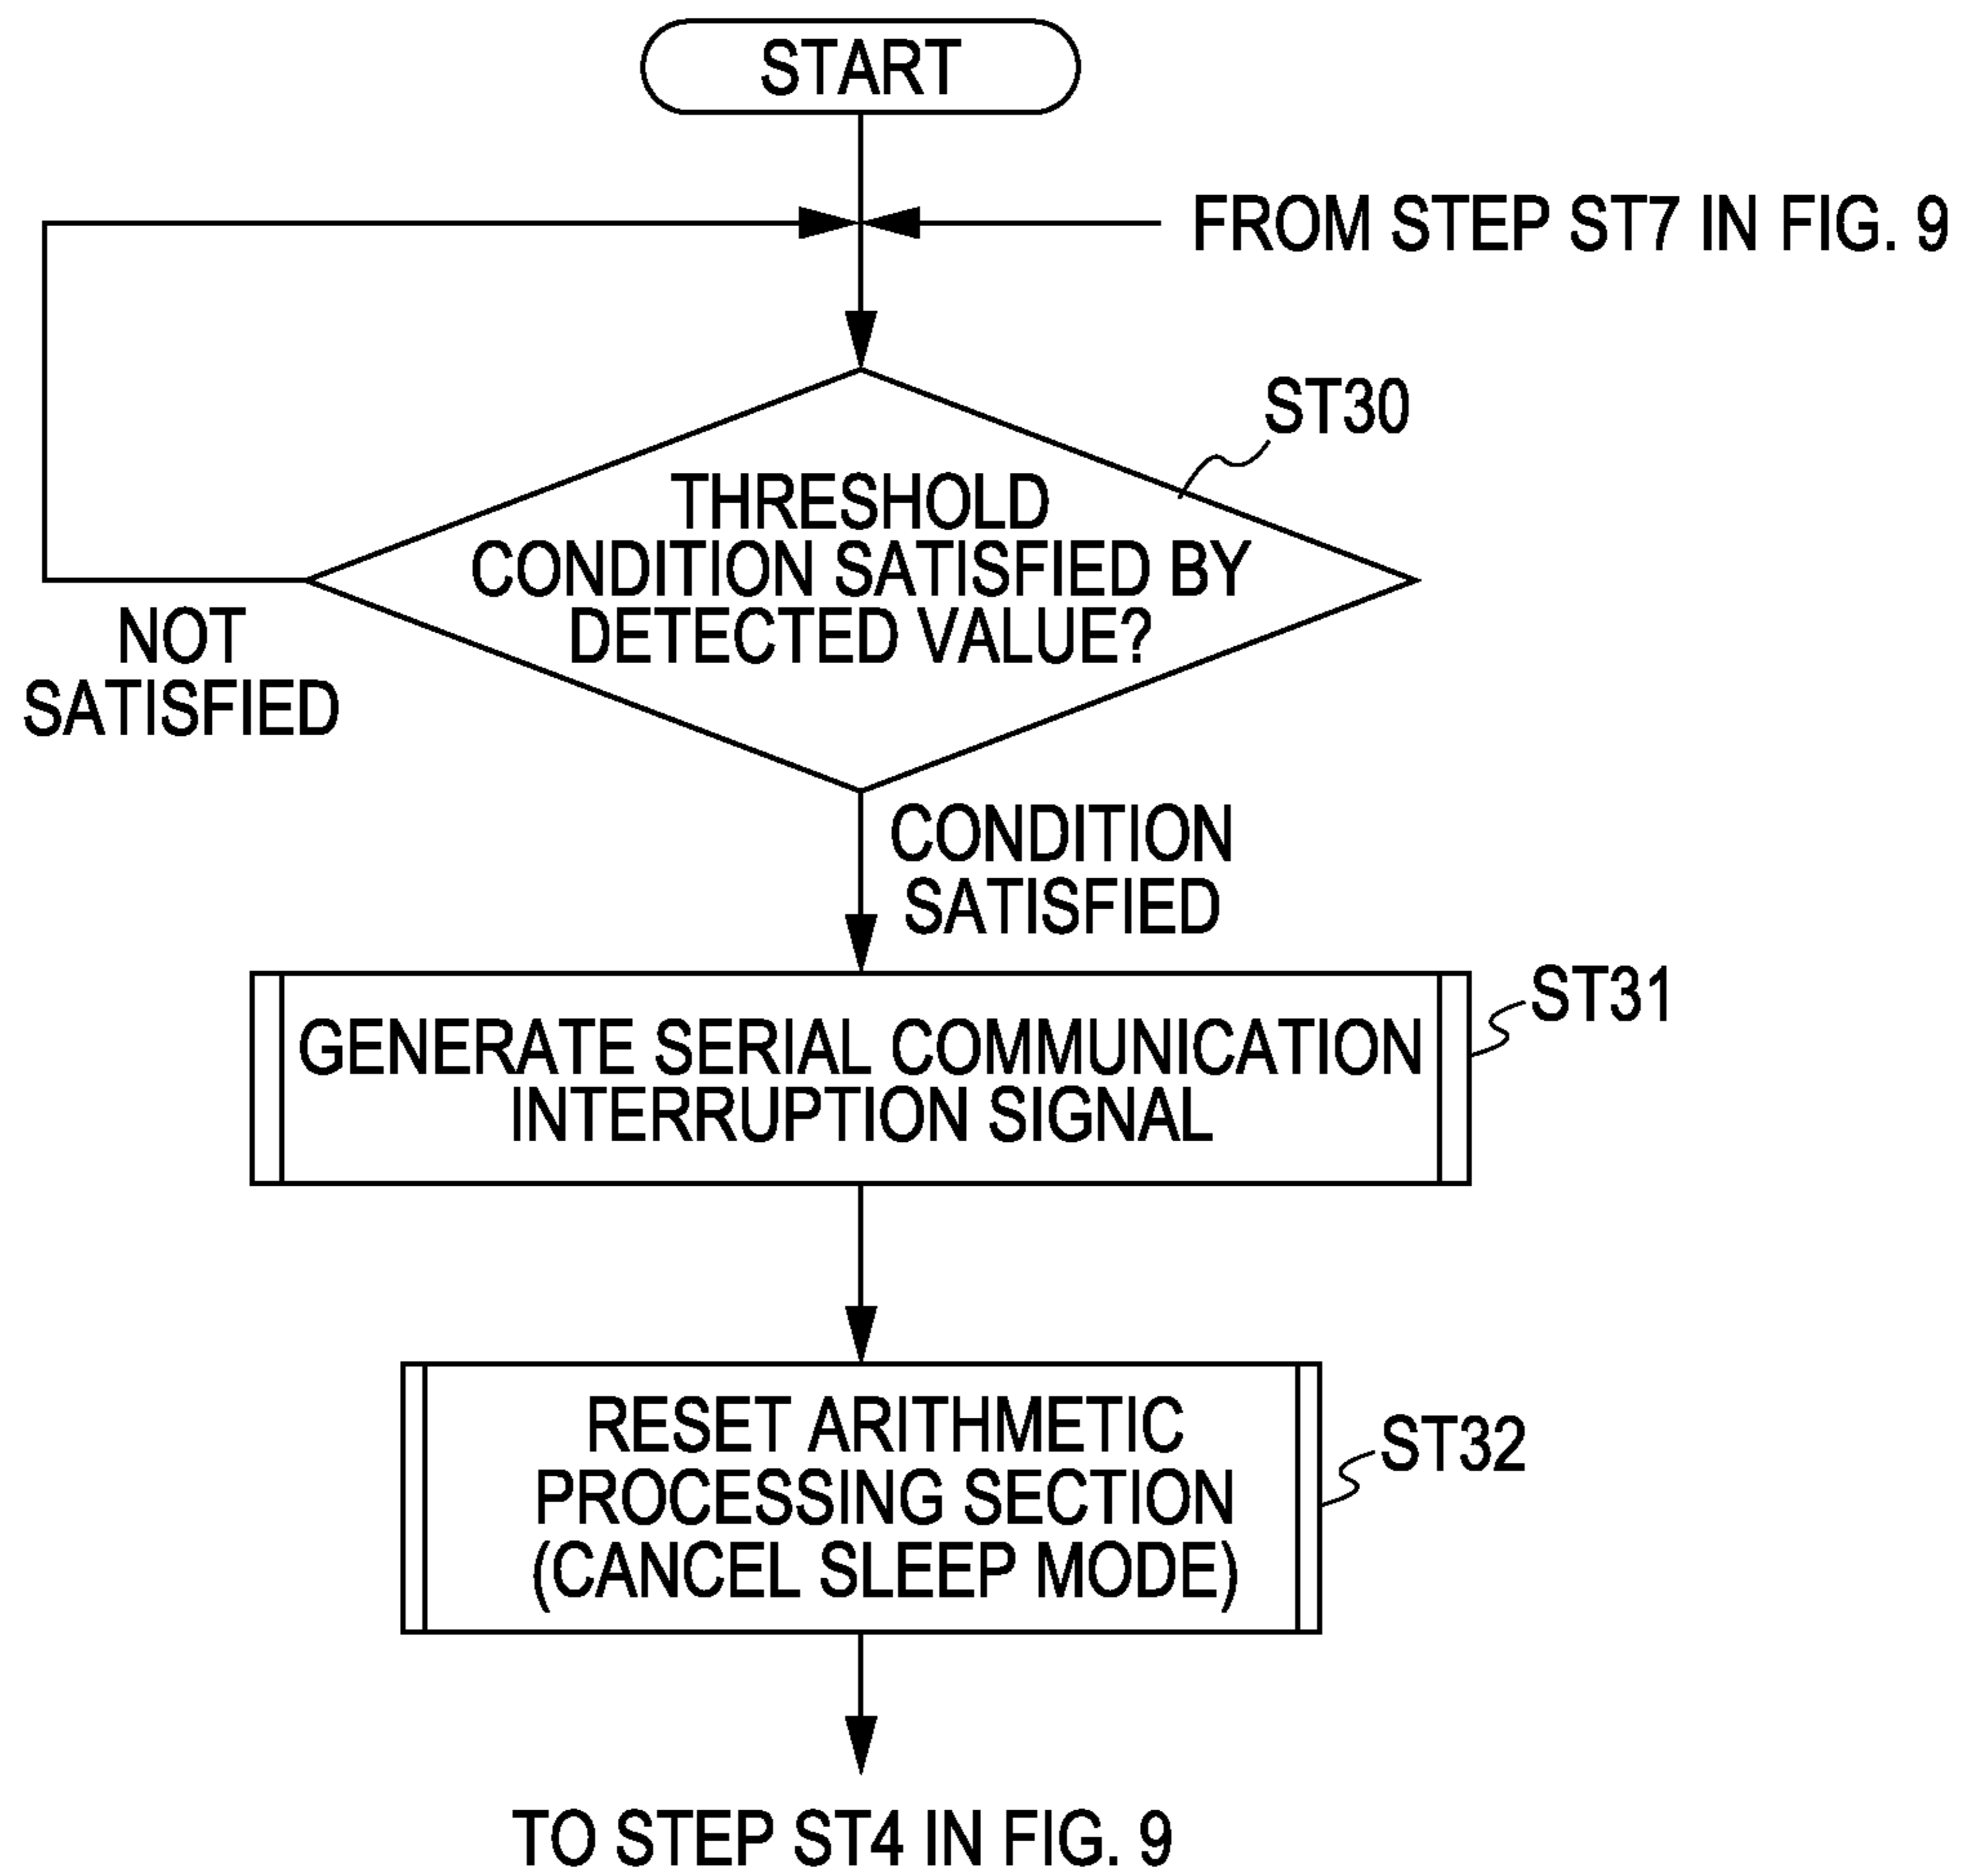 START
FROM STEP ST7 IN FIG. 9
ST30
THRESHOLD
CONDITION SATISFIED BY
DETECTED VALUE?
NOT
SATISFIED
CONDITION
SATISFIED
ST31
GENERATE SERIAL COMMUNICATION
INTERRUPTION SIGNAL
RESET ARITHMETIC
PROCESSING SECTION
(CANCEL SLEEP MODE)
ST32
TO STEP ST4 IN FIG. 9